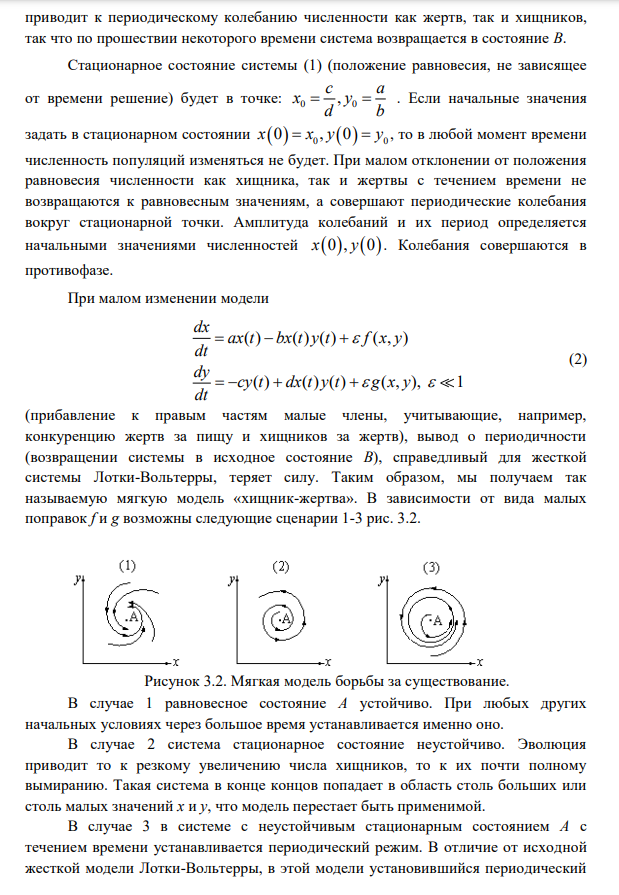 приводит к периодическому колебанию численности как жертв, так и хищников,
так что по прошествии некоторого времени система возвращается в состояние B.
Стационарное состояние системы (1) (положение равновесия, не зависящее
от времени решение) будет в точке: x₀ = c/d, y₀ = a/b . Если начальные значения
задать в стационарном состоянии x(0) = x₀, y(0) = y₀, то в любой момент времени
численность популяций изменяться не будет. При малом отклонении от положения
равновесия численности как хищника, так и жертвы с течением времени не
возвращаются к равновесным значениям, а совершают периодические колебания
вокруг стационарной точки. Амплитуда колебаний и их период определяется
начальными значениями численностей x(0), y(0). Колебания совершаются в
противофазе.
При малом изменении модели
dx/dt = ax(t) − bx(t)y(t) + ε f(x, y)
(2)
dy/dt = −cy(t) + dx(t)y(t) + εg(x, y), ε ≪ 1
(прибавление к правым частям малые члены, учитывающие, например,
конкуренцию жертв за пищу и хищников за жертв), вывод о периодичности
(возвращении системы в исходное состояние B), справедливый для жесткой
системы Лотки-Вольтерры, теряет силу. Таким образом, мы получаем так
называемую мягкую модель «хищник-жертва». В зависимости от вида малых
поправок f и g возможны следующие сценарии 1-3 рис. 3.2.
(1) (2) (3)
y y y
A A A
x x x
Рисунок 3.2. Мягкая модель борьбы за существование.
В случае 1 равновесное состояние A устойчиво. При любых других
начальных условиях через большое время устанавливается именно оно.
В случае 2 система стационарное состояние неустойчиво. Эволюция
приводит то к резкому увеличению числа хищников, то к их почти полному
вымиранию. Такая система в конце концов попадает в область столь больших или
столь малых значений x и y, что модель перестает быть применимой.
В случае 3 в системе с неустойчивым стационарным состоянием A с
течением времени устанавливается периодический режим. В отличие от исходной
жесткой модели Лотки-Вольтерры, в этой модели установившийся периодический